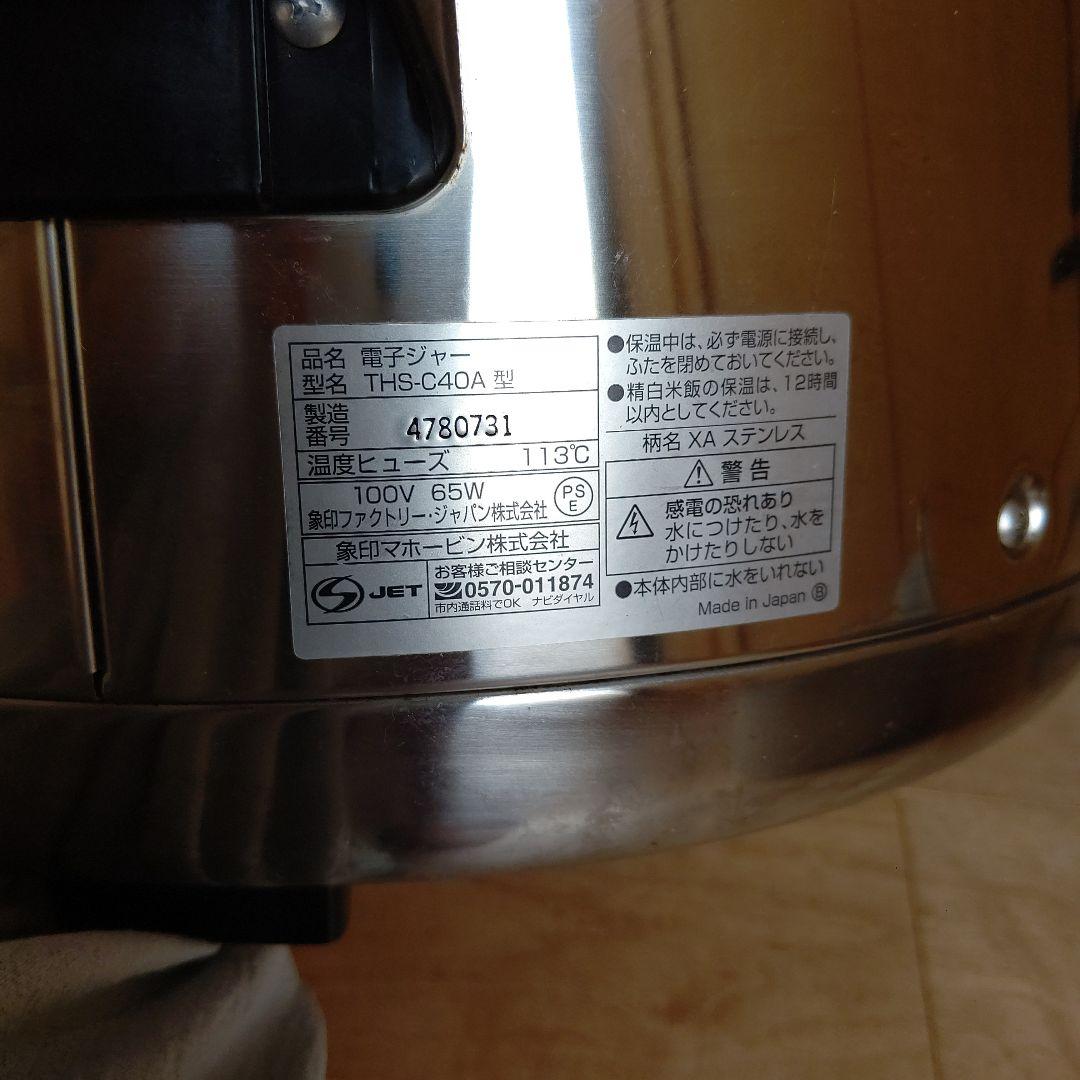 品名 電子ジャー
型名 THS-C40A 型
製造
番号 4780731
温度ヒューズ 113℃
100V 65W
象印ファクトリー・ジャパン株式会社
PS
E
象印マホービン株式会社
S JET
お客様ご相談センター
0570-011874
市内通話料でOK ナビダイヤル
●保温中は、必ず電源に接続し、
ふたを閉めておいてください。
●精白米飯の保温は、12時間
以内としてください。
柄名 XA ステンレス
警告
感電の恐れあり
水につけたり、水を
かけたりしない
●本体内部に水をいれない
Made in Japan Ⓑ